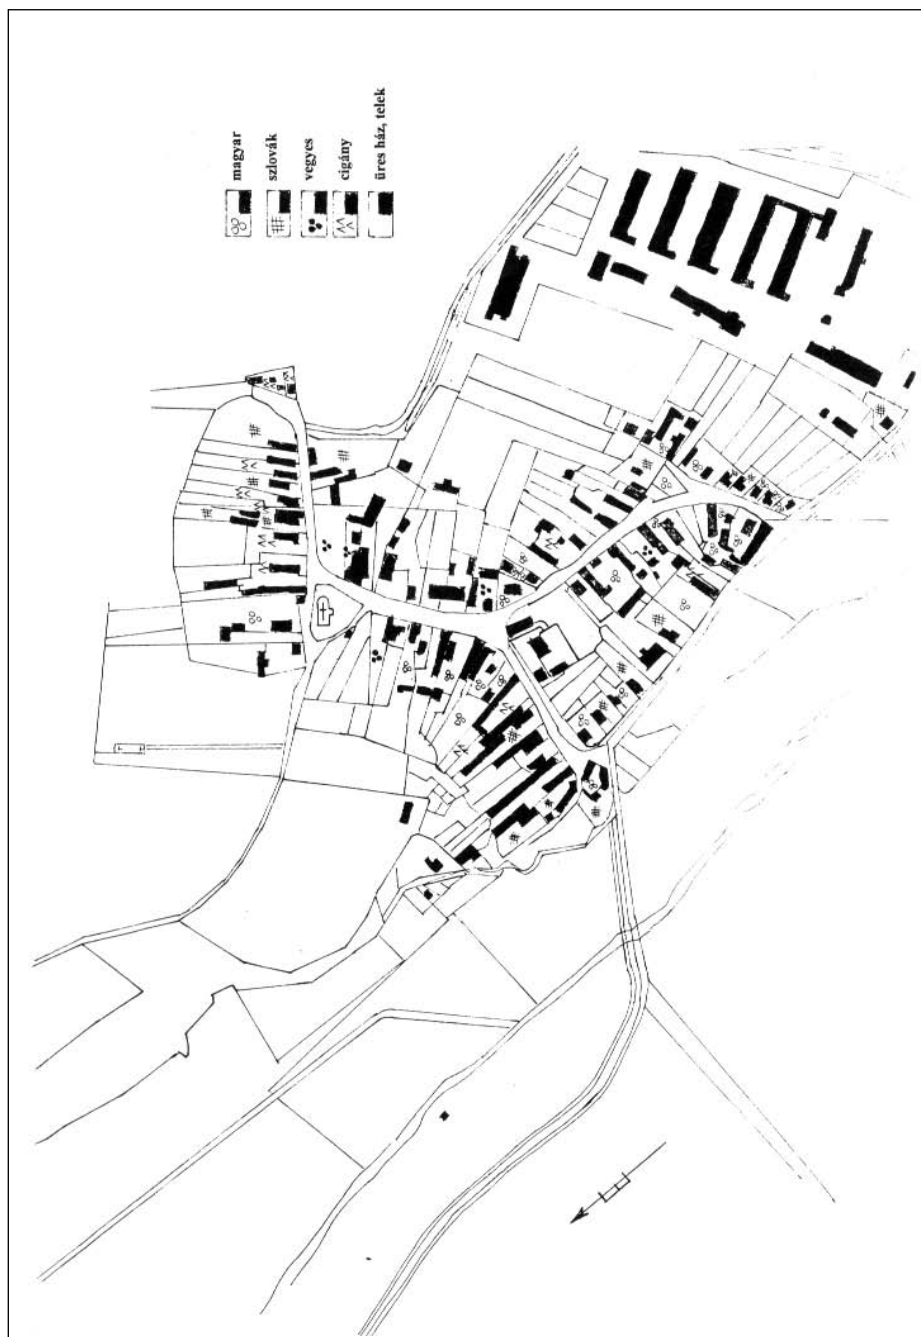 magyar
szlovák
vegyes
cigány
üres ház, telek